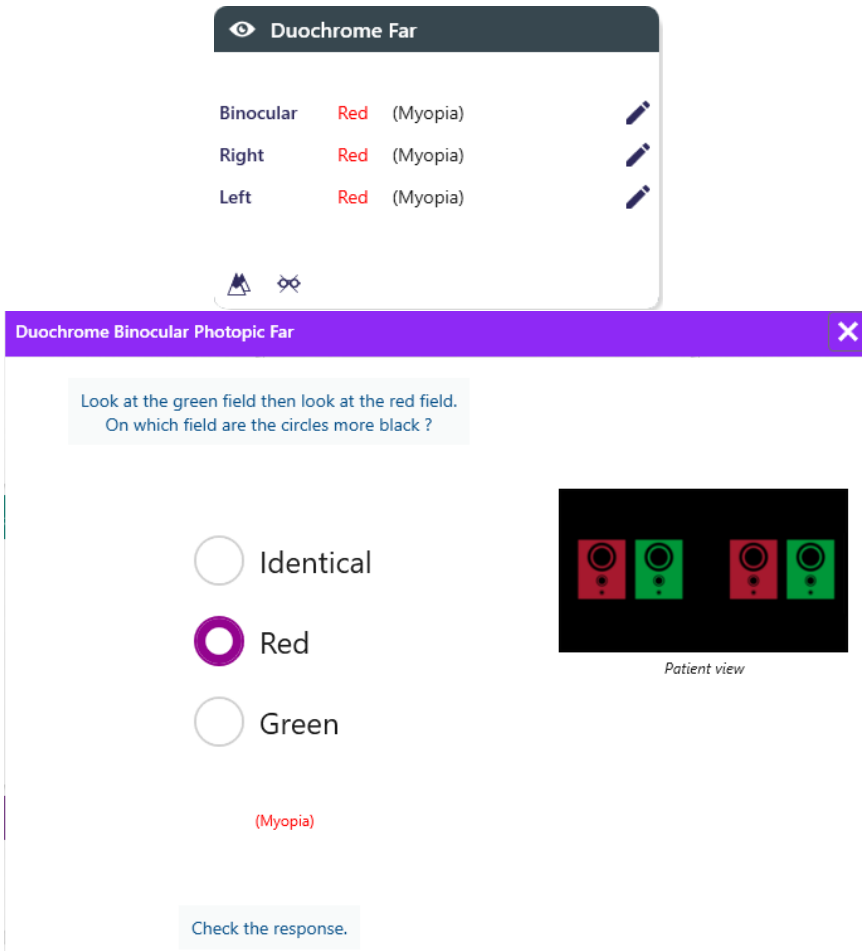 Duochrome Far
Binocular Red (Myopia)
Right Red (Myopia)
Left Red (Myopia)
Duochrome Binocular Photopic Far
Look at the green field then look at the red field.
On which field are the circles more black ?
Identical
Red
Green
Patient view
(Myopia)
Check the response.